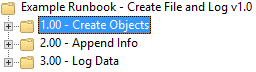 Example Runbook - Create File and Log v1.0
1.00 - Create Objects
2.00 - Append Info
3.00 - Log Data